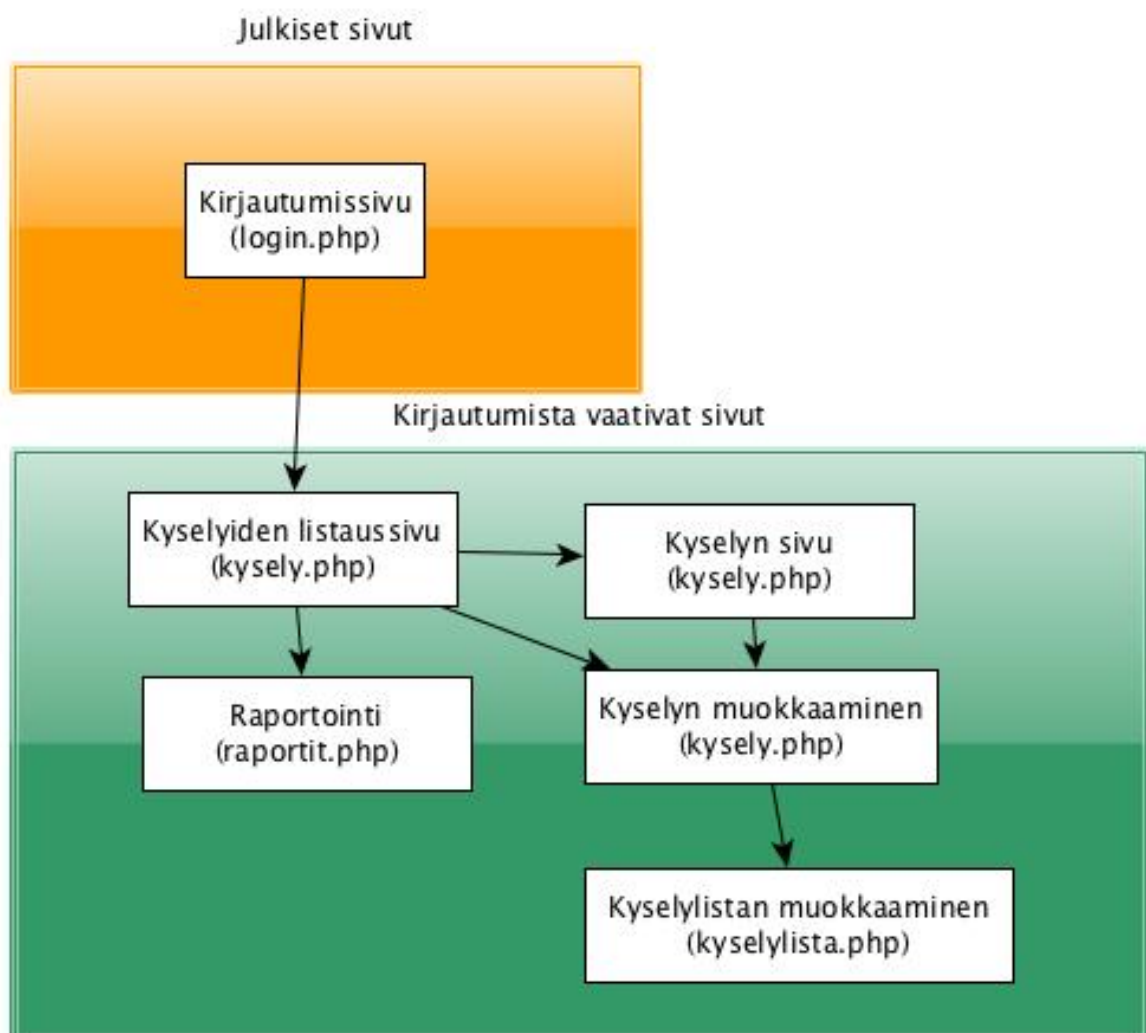 Julkiset sivut
Kirjautumissivu
(login.php)
Kirjautumista vaativat sivut
Kyselyiden listaussivu
(kysely.php)
Kyselyn sivu
(kysely.php)
Raportointi
(raportit.php)
Kyselyn muokkaaminen
(kysely.php)
Kyselylistan muokkaaminen
(kyselylista.php)